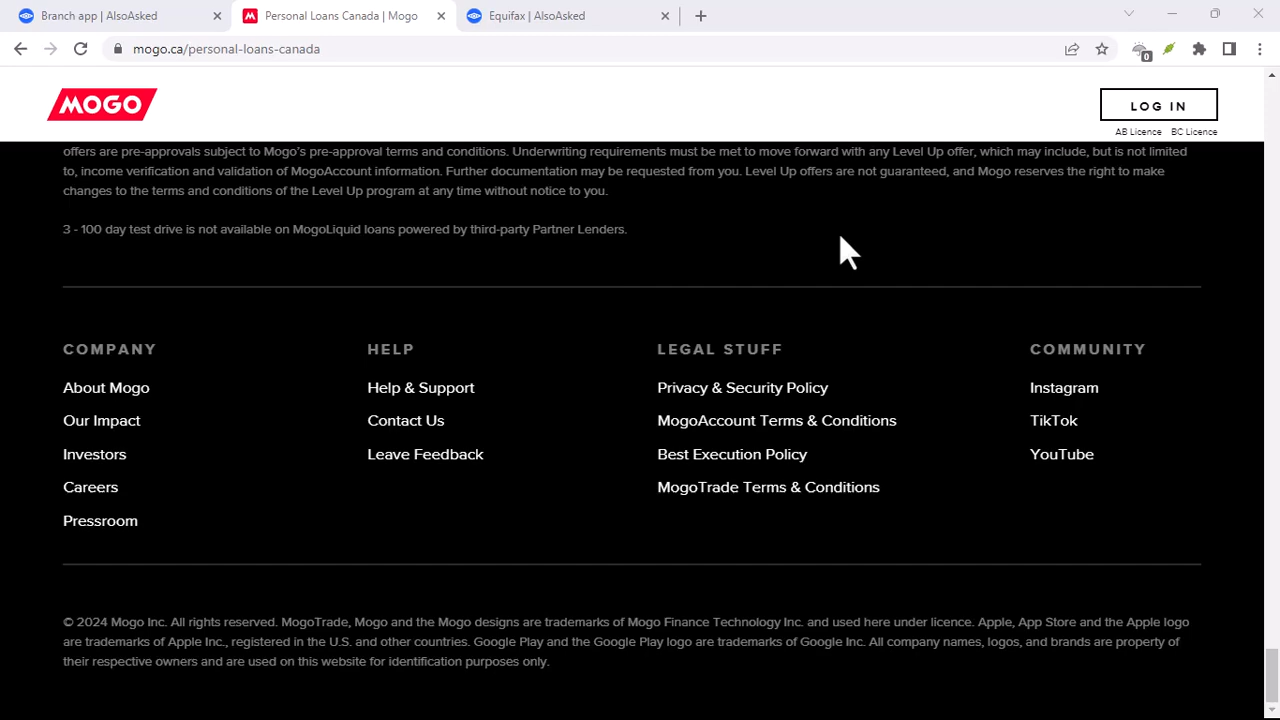 Branch app | AlsoAsked
Personal Loans Canada | Mogo
Equifax | AlsoAsked
mogo.ca/personal-loans-canada
0
MOGO
LOG IN
AB Licence BC Licence
offers are pre-approvals subject to Mogo's pre-approval terms and conditions. Underwriting requirements must be met to move forward with any Level Up offer, which may include, but is not limited
to, income verification and validation of MogoAccount information. Further documentation may be requested from you. Level Up offers are not guaranteed, and Mogo reserves the right to make
changes to the terms and conditions of the Level Up program at any time without notice to you.
3 - 100 day test drive is not available on MogoLiquid loans powered by third-party Partner Lenders.
COMPANY
About Mogo
Our Impact
Investors
Careers
Pressroom
HELP
Help & Support
Contact Us
Leave Feedback
LEGAL STUFF
Privacy & Security Policy
MogoAccount Terms & Conditions
Best Execution Policy
MogoTrade Terms & Conditions
COMMUNITY
Instagram
TikTok
YouTube
© 2024 Mogo Inc. All rights reserved. MogoTrade, Mogo and the Mogo designs are trademarks of Mogo Finance Technology Inc. and used here under licence. Apple, App Store and the Apple logo
are trademarks of Apple Inc., registered in the U.S. and other countries. Google Play and the Google Play logo are trademarks of Google Inc. All company names, logos, and brands are property of
their respective owners and are used on this website for identification purposes only.